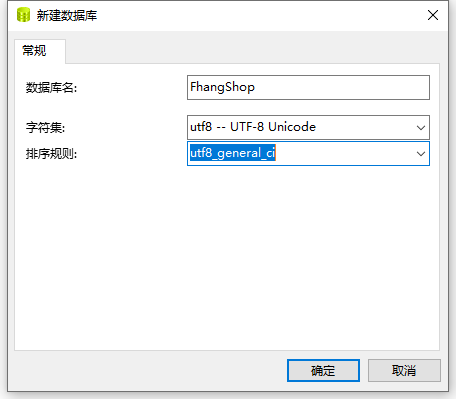 新建数据库
常规
数据库名: FhangShop
字符集: utf8 -- UTF-8 Unicode
排序规则: utf8_general_ci
确定 取消